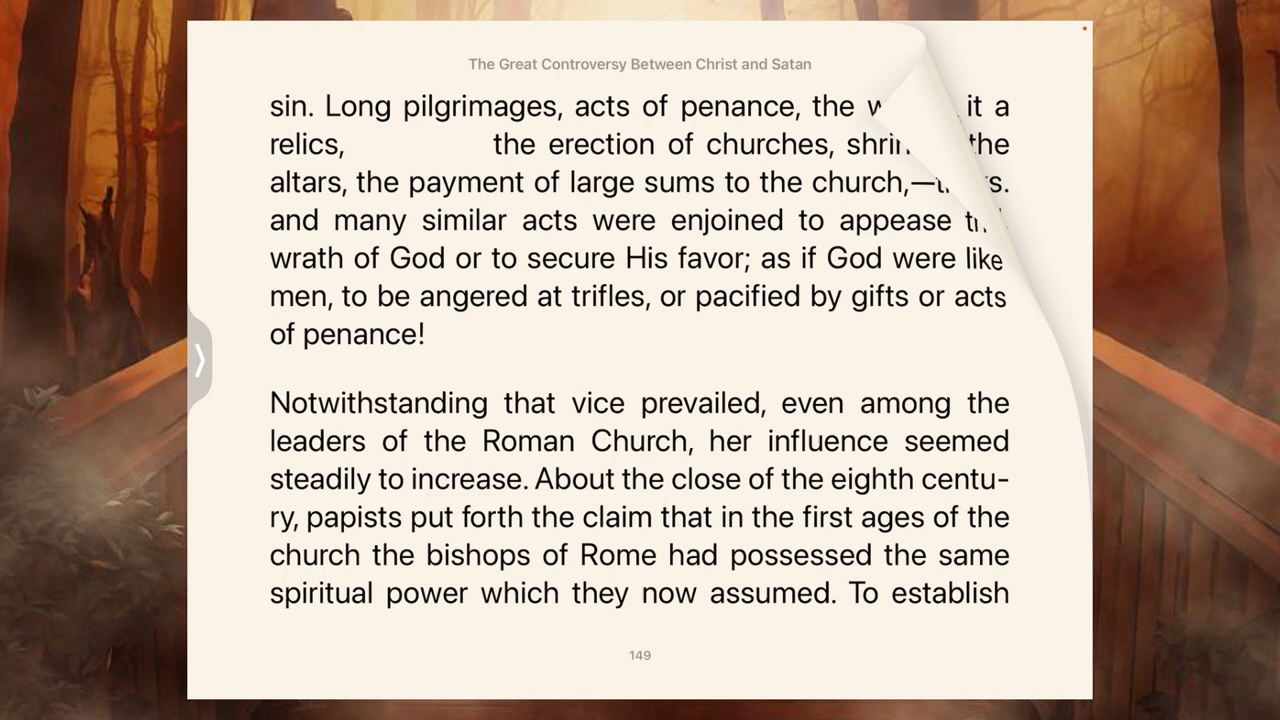 The Great Controversy Between Christ and Satan
sin. Long pilgrimages, acts of penance, the it a
relics, the erection of churches, the
altars, the payment of large sums to the church,—
and many similar acts were enjoined to appease
wrath of God or to secure His favor; as if God were like
men, to be angered at trifles, or pacified by gifts or acts
of penance!
Notwithstanding that vice prevailed, even among the
leaders of the Roman Church, her influence seemed
steadily to increase. About the close of the eighth centu-
ry, papists put forth the claim that in the first ages of the
church the bishops of Rome had possessed the same
spiritual power which they now assumed. To establish
149